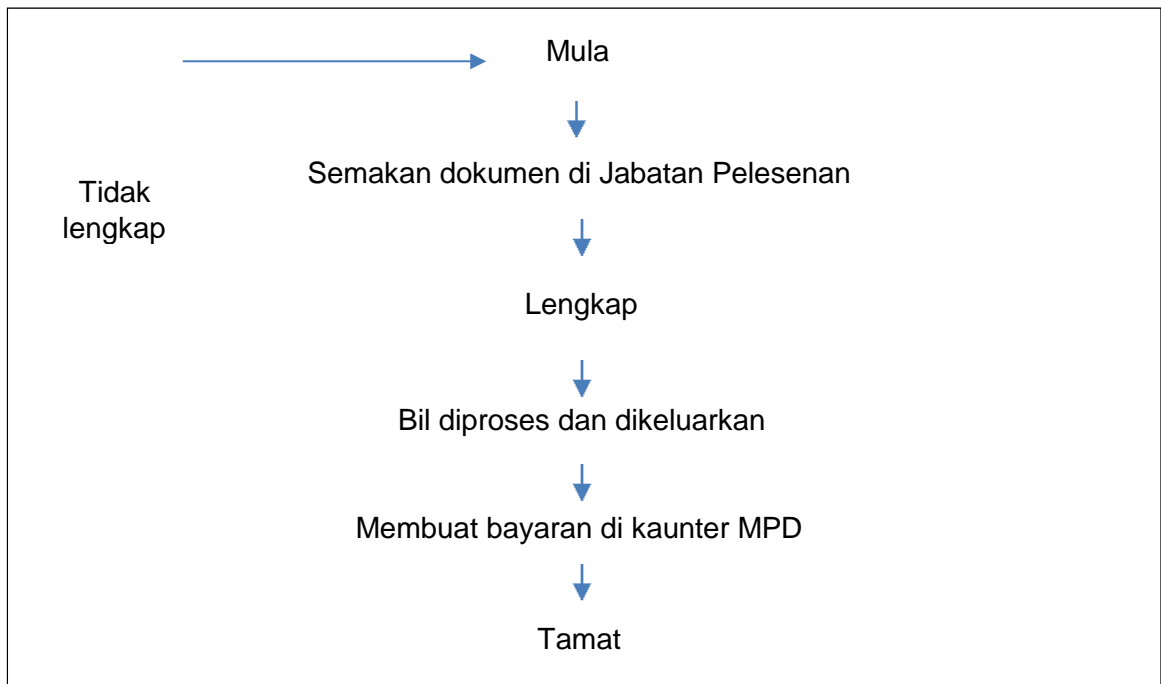 Mula
Semakan dokumen di Jabatan Pelesenan
Tidak
lengkap
Lengkap
Bil diproses dan dikeluarkan
Membuat bayaran di kaunter MPD
Tamat